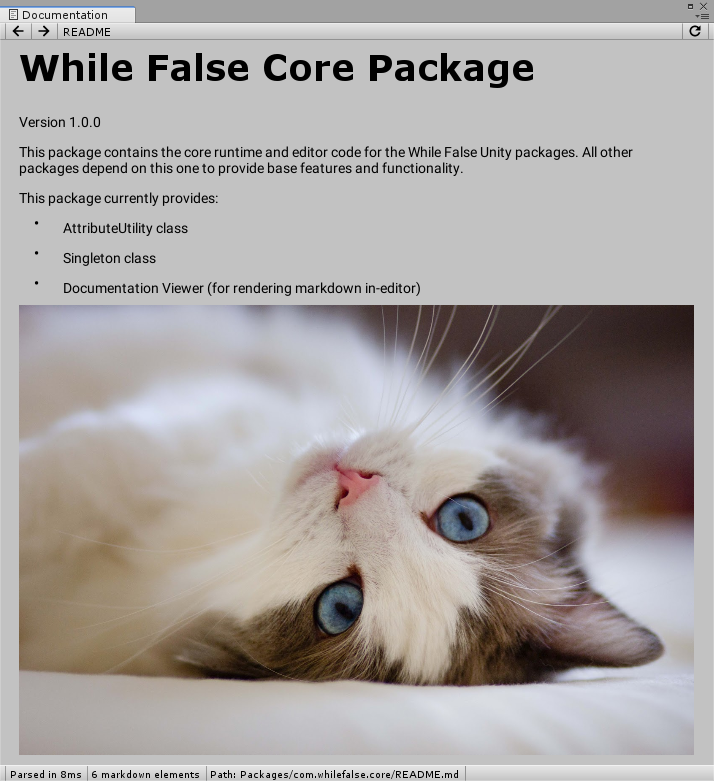 Documentation
README
While False Core Package
Version 1.0.0
This package contains the core runtime and editor code for the While False Unity packages. All other
packages depend on this one to provide base features and functionality.
This package currently provides:
• AttributeUtility class
• Singleton class
• Documentation Viewer (for rendering markdown in-editor)
Parsed in 8ms
6 markdown elements
Path: Packages/com.whilefalse.core/README.md